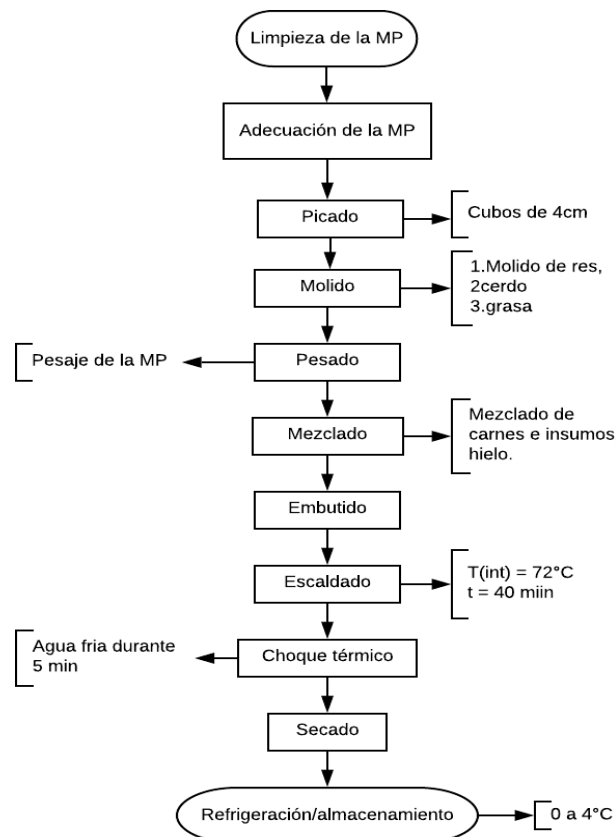 Limpieza de la MP
Adecuación de la MP
Picado
Cubos de 4cm
Molido
1.Molido de res,
2cerdo
3.grasa
Pesaje de la MP
Pesado
Mezclado
Mezclado de
carnes e insumos
hielo.
Embutido
Escaldado
T(int) = 72°C
t = 40 miin
Agua fria durante
5 min
Choque térmico
Secado
Refrigeración/almacenamiento
0 a 4°C